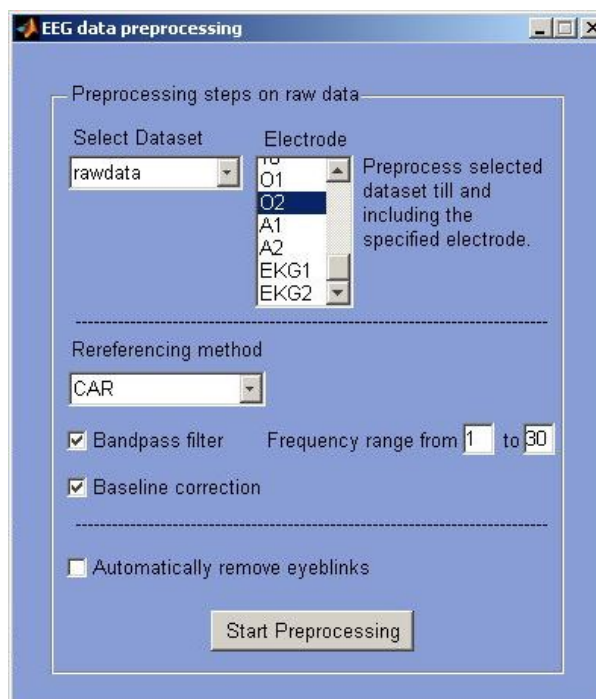 EEG data preprocessing
Preprocessing steps on raw data
Select Dataset
Electrode
rawdata
O1
O2
A1
A2
EKG1
EKG2
Preprocess selected
dataset till and
including the
specified electrode.
Rereferencing method
CAR
Bandpass filter
Frequency range from 1 to 30
Baseline correction
Automatically remove eyeblinks
Start Preprocessing